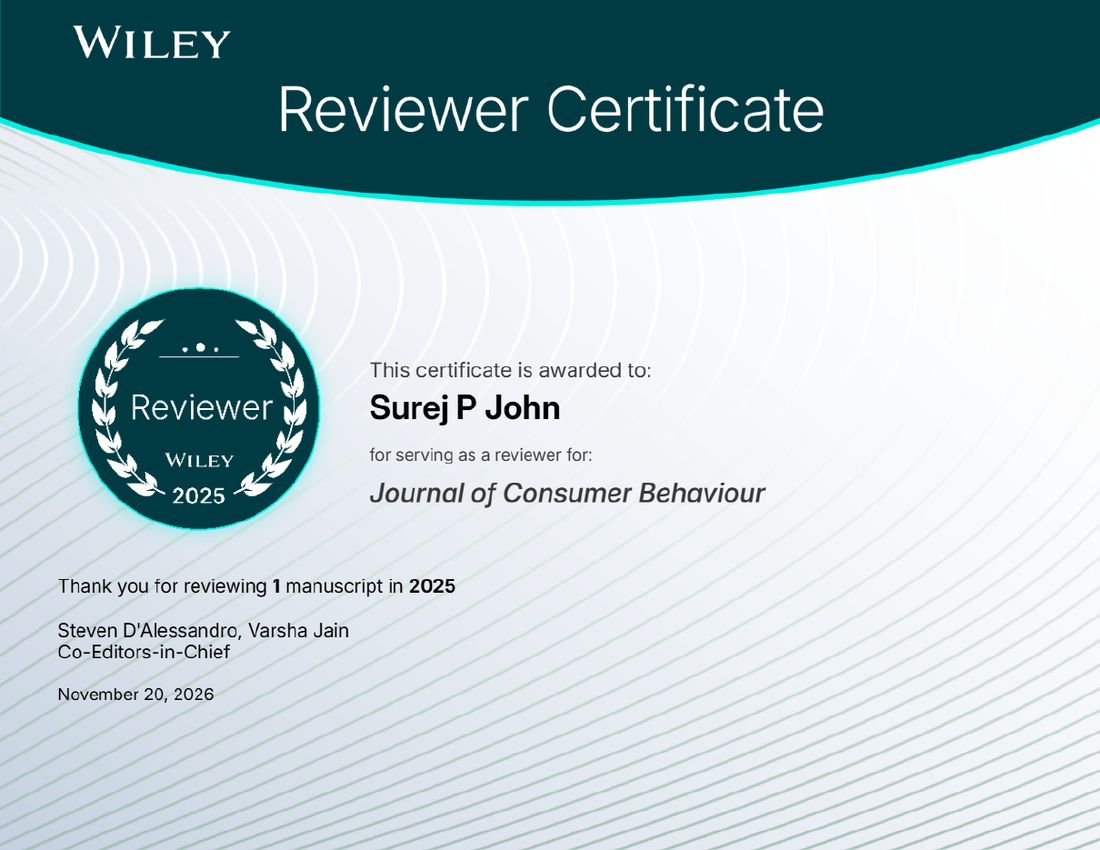 WILEY
Reviewer Certificate
Reviewer
WILEY
2025
This certificate is awarded to:
Surej P John
for serving as a reviewer for:
Journal of Consumer Behaviour
Thank you for reviewing 1 manuscript in 2025
Steven D'Alessandro, Varsha Jain
Co-Editors-in-Chief
November 20, 2026